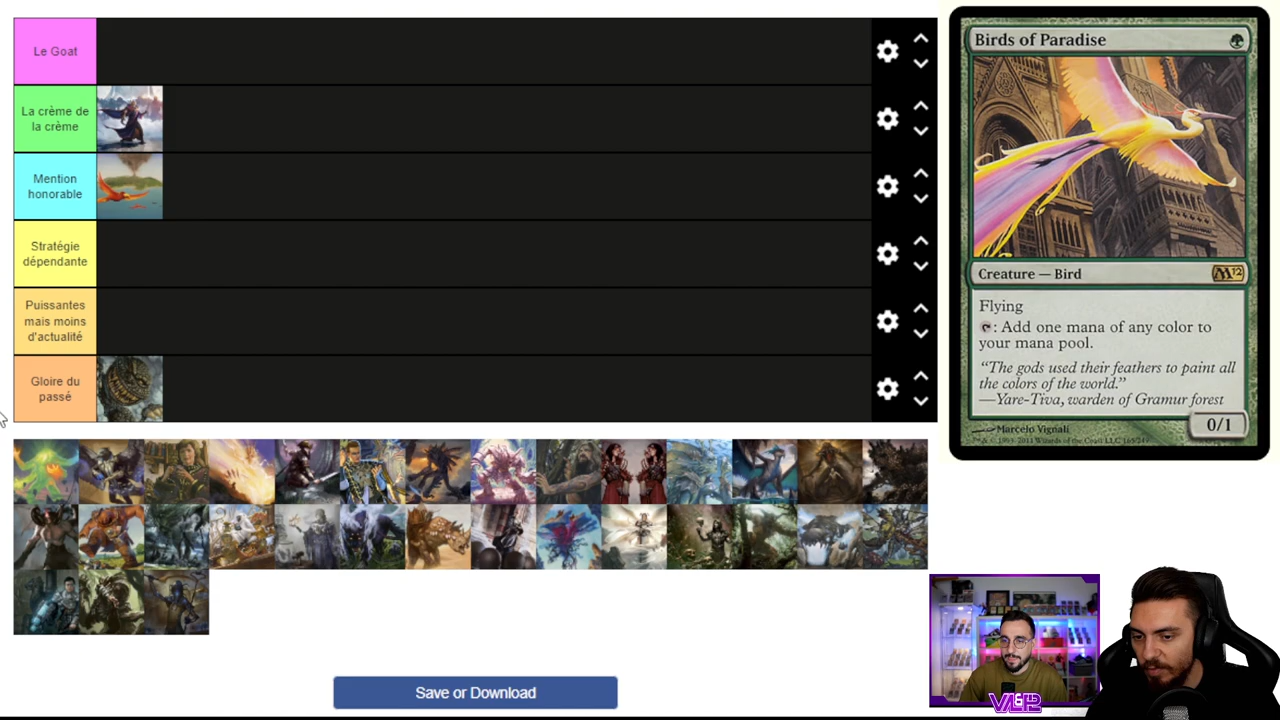 Le Goat
La crème de
la crème
Mention
honorable
Stratégie
dépendante
Puissantes
mais moins
d'actualité
Gloire du
passé
Save or Download
Birds of Paradise
Creature — Bird
M12
Flying
: Add one mana of any color to
your mana pool.
“The gods used their feathers to paint all
the colors of the world.”
—Yare-Tiva, warden of Gramur forest
Marcelo Vignali
0/1